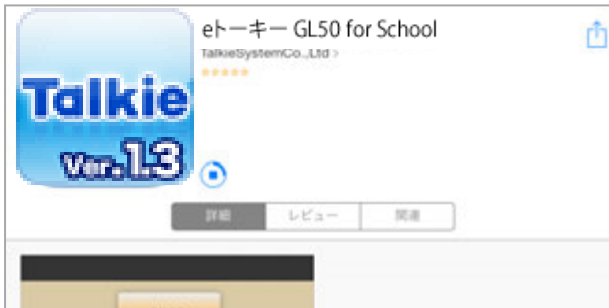 eトーキー GL50 for School
TalkieSystemCo.,Ltd >
★★★★★
Talkie
Ver.1.3
詳細
レビュー
関連